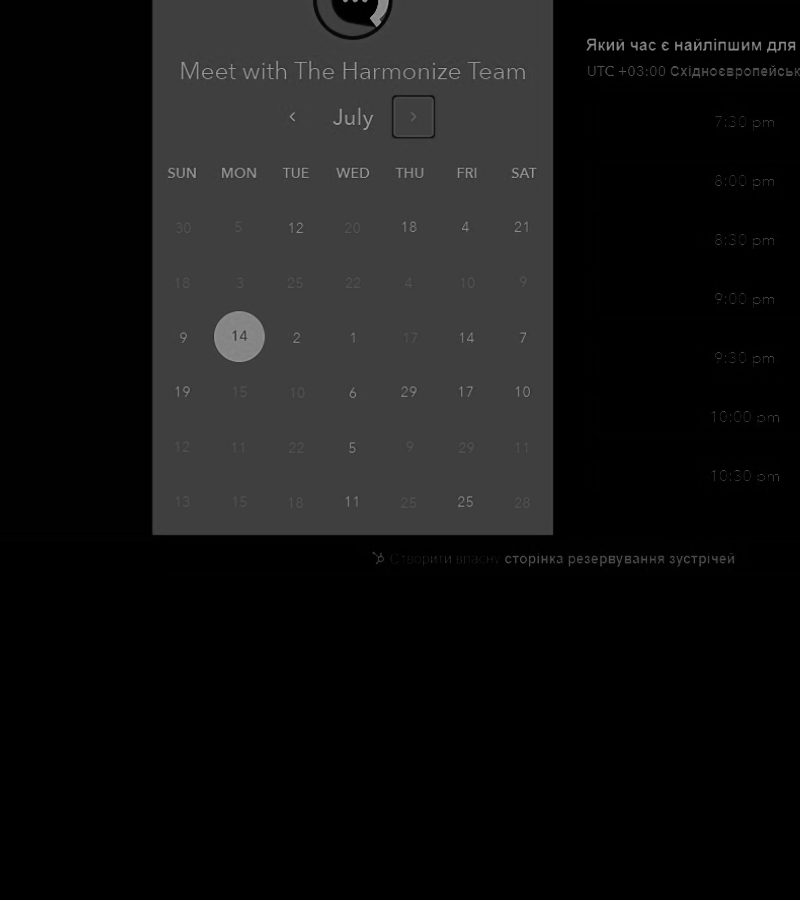 Meet with The Harmonize Team
July
SUN MON TUE WED THU FRI SAT
30 5 12 20 18 4 21
18 3 25 22 4 10 9
9 14 2 1 17 14 7
19 15 10 6 29 17 10
12 11 22 5 9 29 11
13 15 18 11 25 25 28
Який час є найліпшим для
UTC +03:00 Східноєвропейськ
7:30 pm
8:00 pm
8:30 pm
9:00 pm
9:30 pm
10:00 pm
10:30 pm
Створити власну сторінка резервування зустрічей